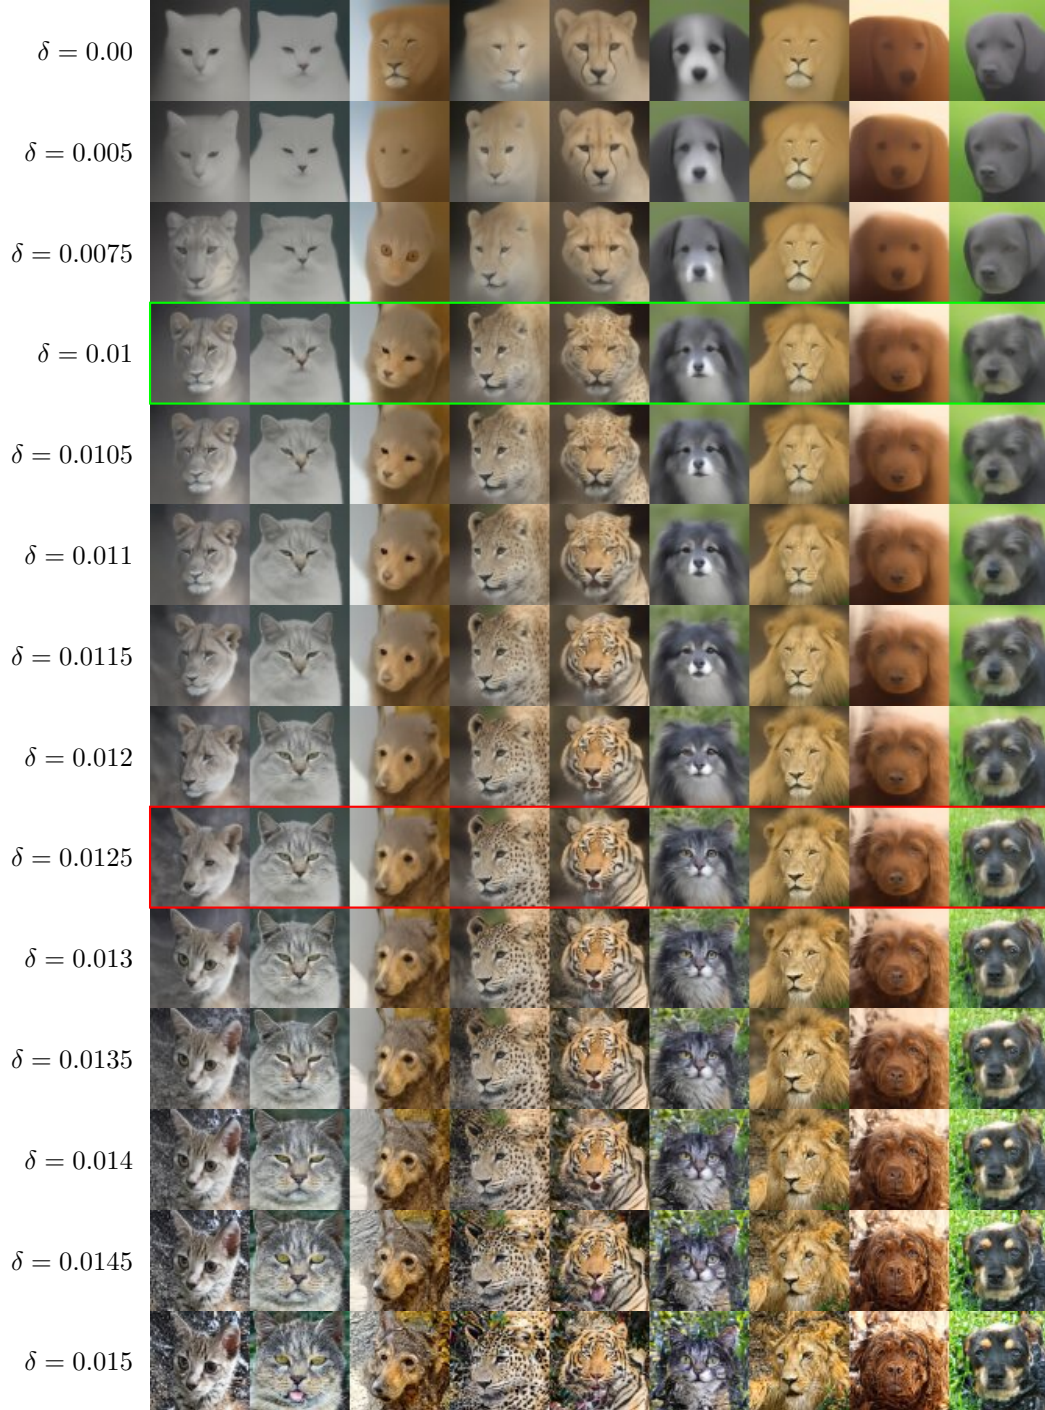 δ = 0.00
δ = 0.005
δ = 0.0075
δ = 0.01
δ = 0.0105
δ = 0.011
δ = 0.0115
δ = 0.012
δ = 0.0125
δ = 0.013
δ = 0.0135
δ = 0.014
δ = 0.0145
δ = 0.015